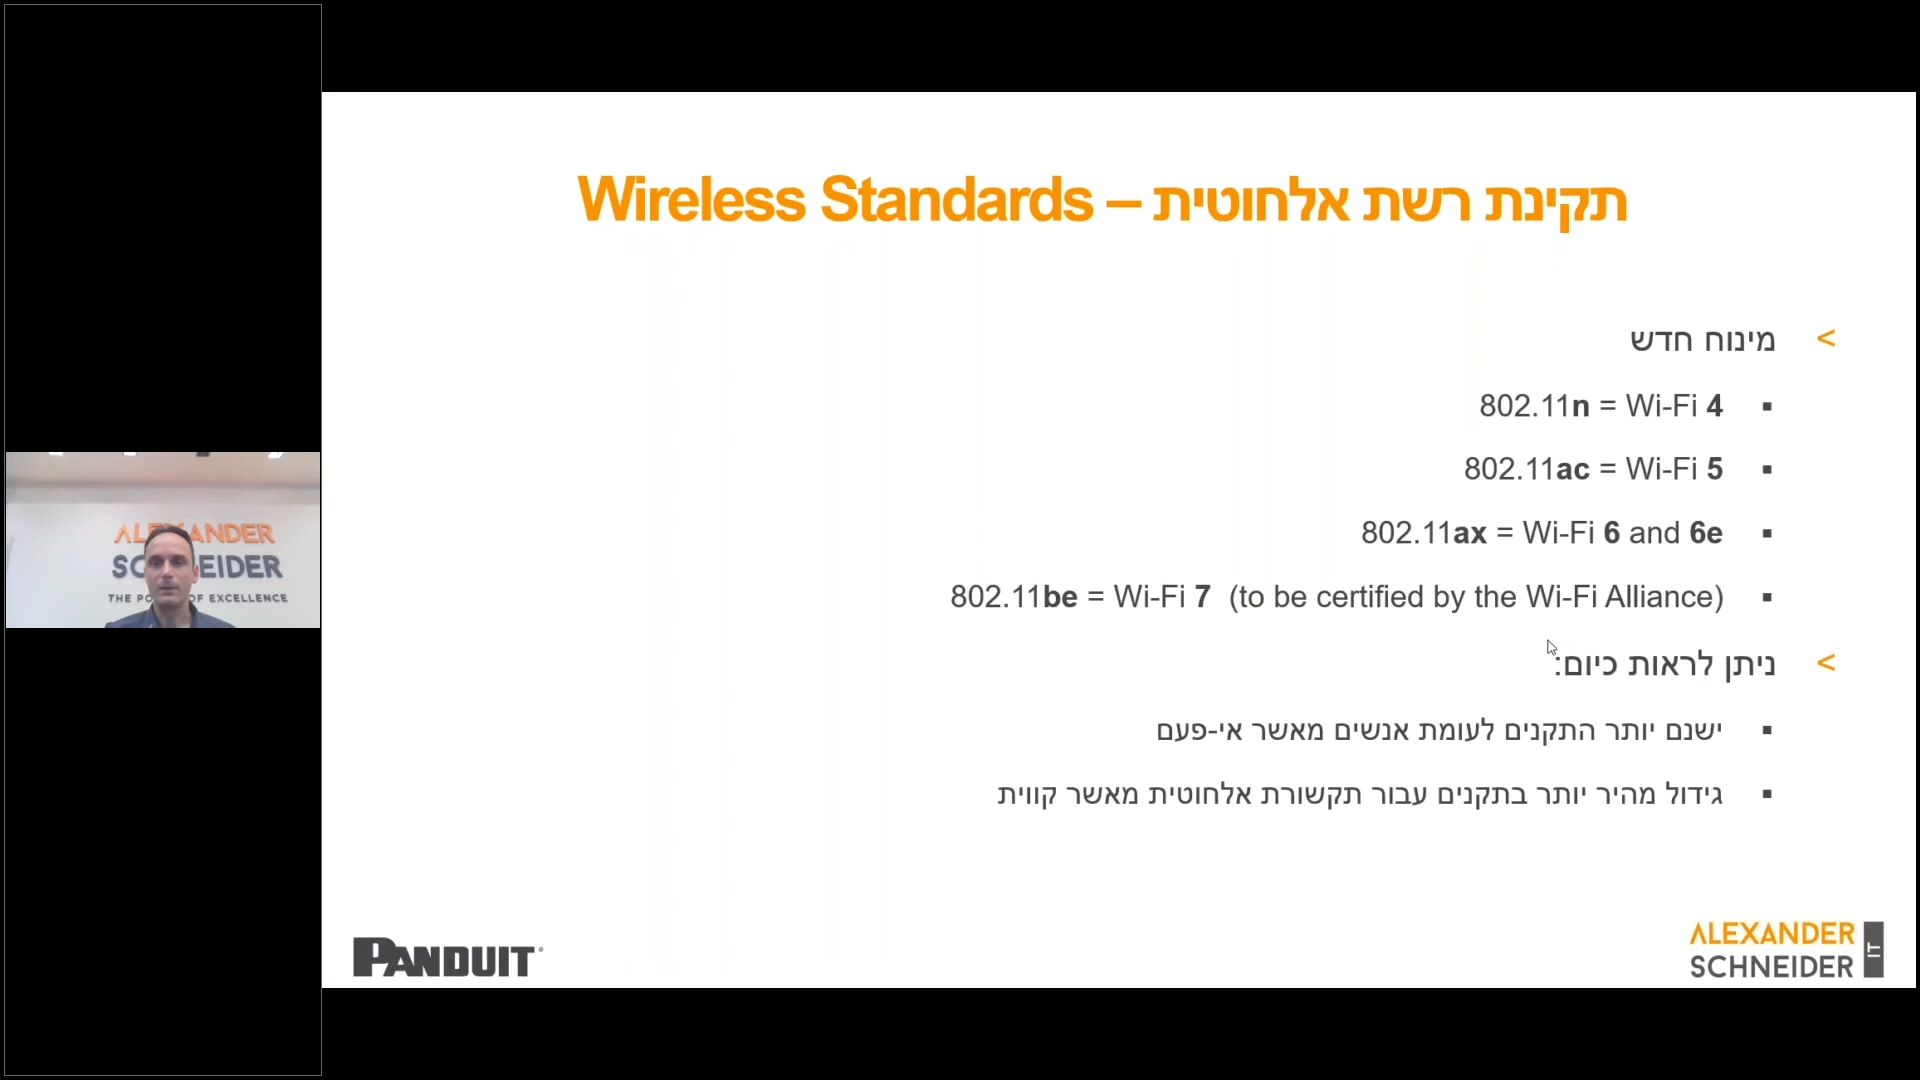 תקינת רשת אלחוטית – Wireless Standards
מינוח חדש
802.11n = Wi-Fi 4
802.11ac = Wi-Fi 5
802.11ax = Wi-Fi 6 and 6e
802.11be = Wi-Fi 7 (to be certified by the Wi-Fi Alliance)
ניתן לראות כיום:
ישנם יותר התקנים לעומת אנשים מאשר אי-פעם
גידול מהיר יותר בתקנים עבור תקשורת אלחוטית מאשר קווית
PANDUIT
ALEXANDER
SCHNEIDER
IT